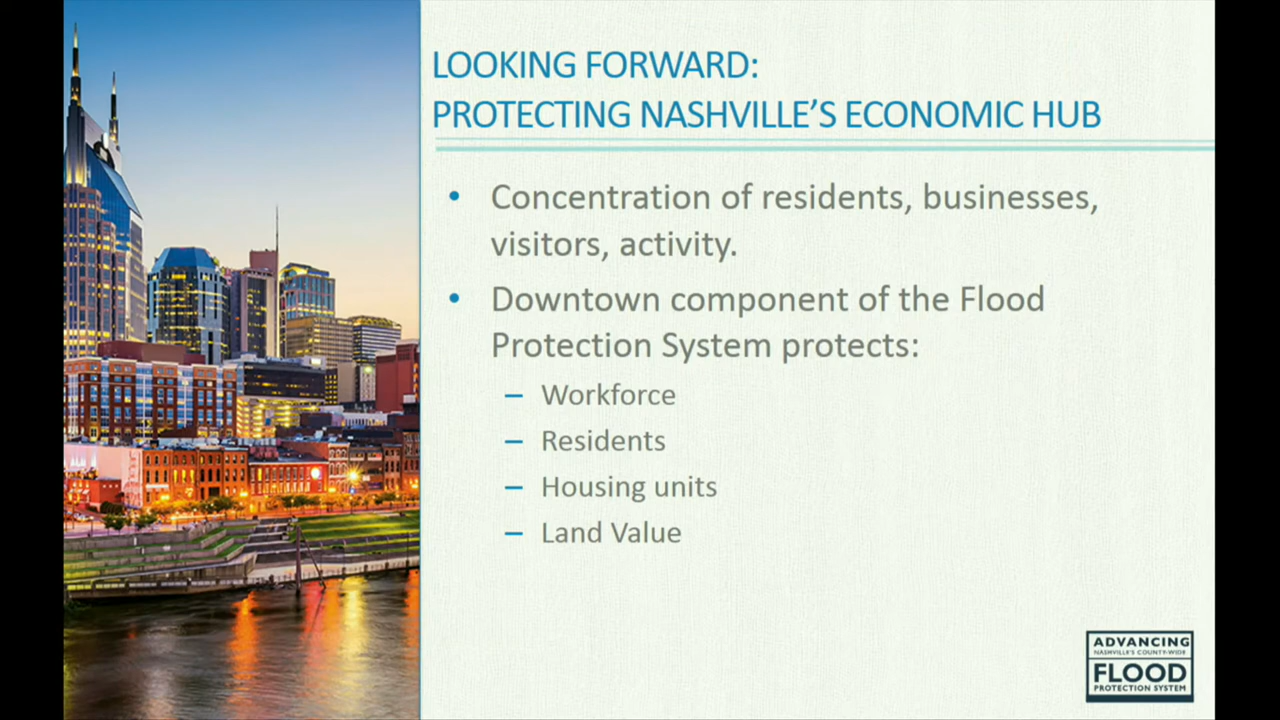 LOOKING FORWARD:
PROTECTING NASHVILLE'S ECONOMIC HUB
• Concentration of residents, businesses,
visitors, activity.
• Downtown component of the Flood
Protection System protects:
– Workforce
– Residents
– Housing units
– Land Value
ADVANCING
NASHVILLE'S COUNTY-WIDE
FLOOD
PROTECTION SYSTEM